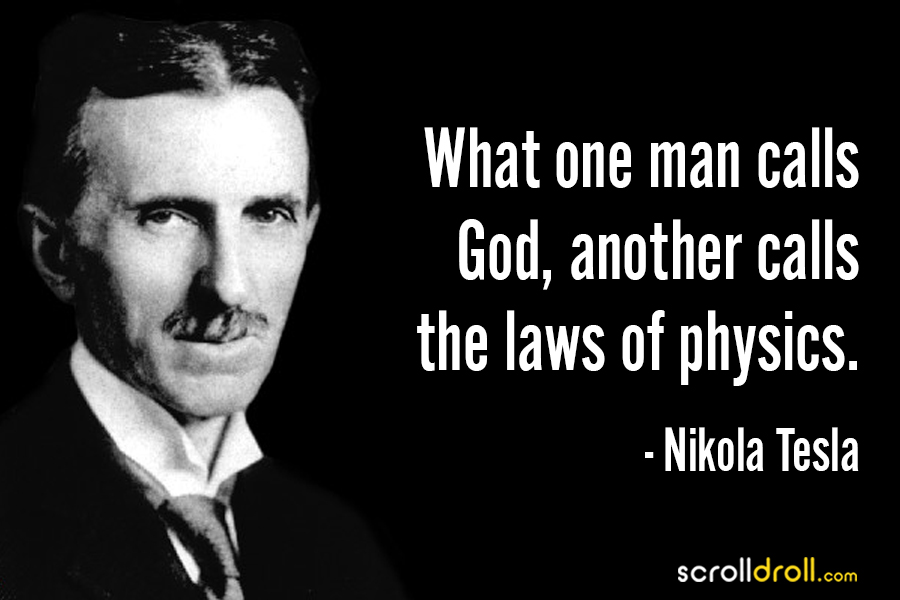 What one man calls
God, another calls
the laws of physics.
- Nikola Tesla
scrolldroll.com